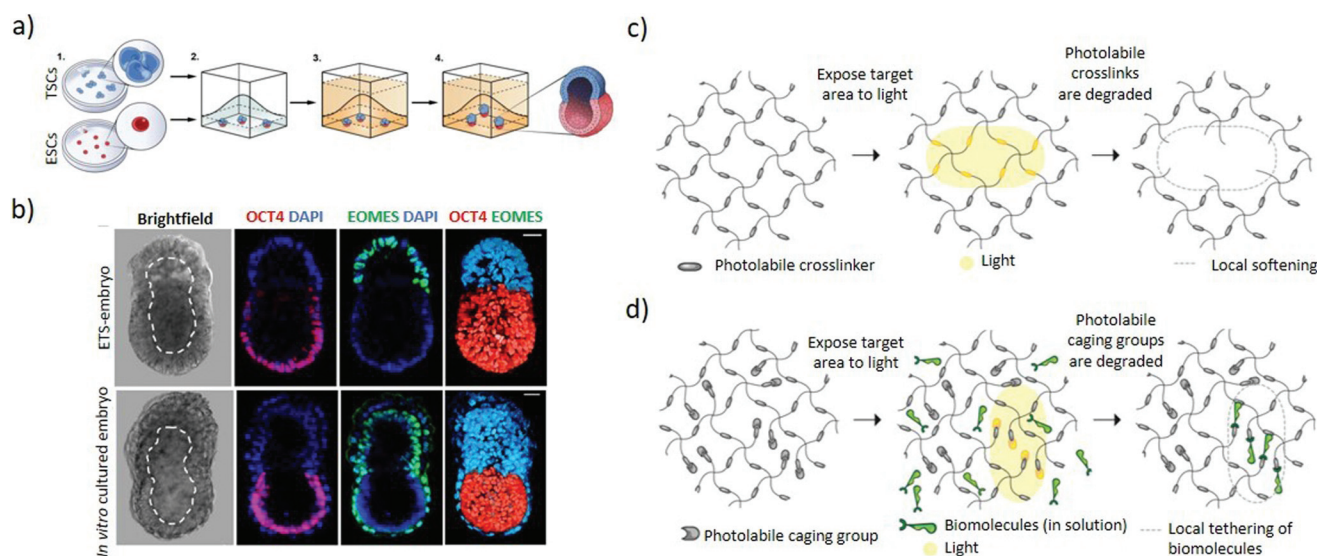 a)
1.
2.
3.
4.
TSCs
ESCs
b)
Brightfield
OCT4 DAPI
EOMES DAPI
OCT4 EOMES
ETS-embryo
In vitro cultured embryo
c)
Expose target
area to light
Photolabile
crosslinks
are degraded
Photolabile crosslinker
Light
Local softening
d)
Expose target
area to light
Photolabile
caging groups
are degraded
Photolabile caging group
Biomolecules (in solution)
Light
Local tethering of
biomolecules